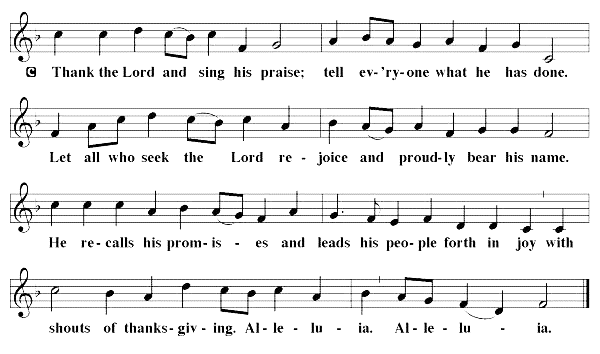 C Thank the Lord and sing his praise; tell ev-'ry-one what he has done.
Let all who seek the Lord re - joice and proud-ly bear his name.
He re-calls his prom-is - es and leads his peo-ple forth in joy with
shouts of thanks-giv-ing. Al-le-lu - ia. Al-le-lu - ia.